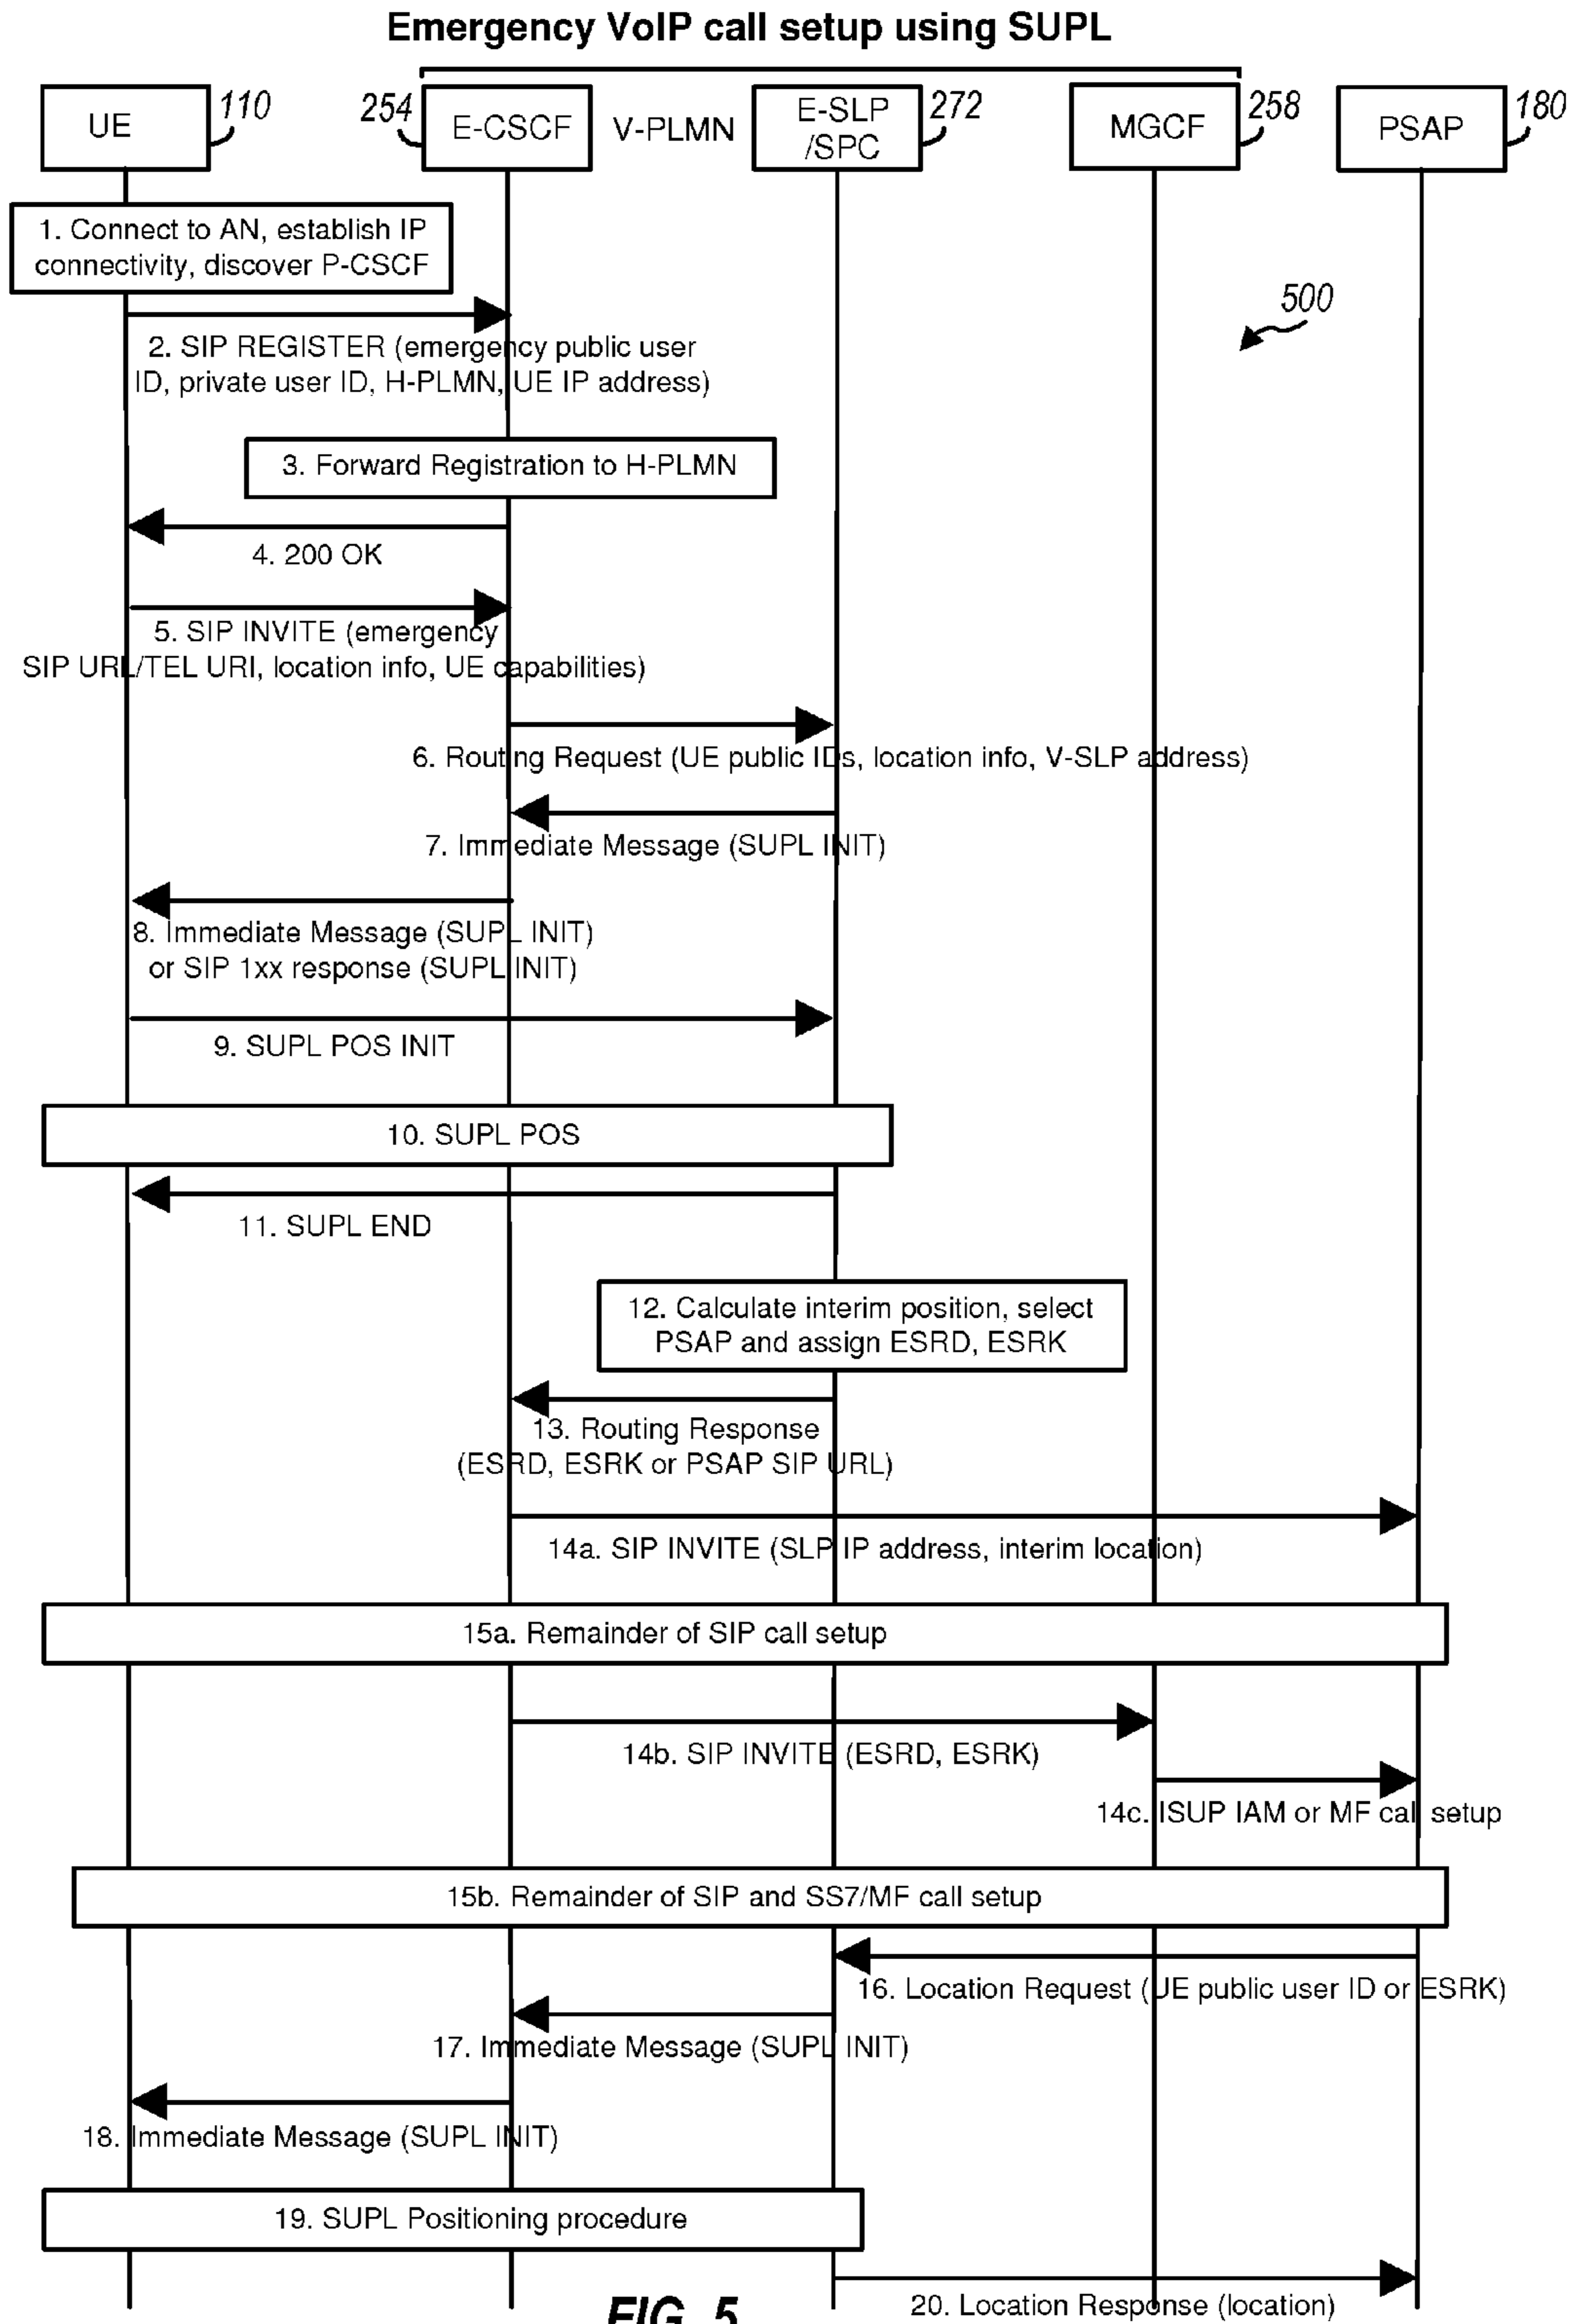 Emergency VoIP call setup using SUPL
UE
110
254
E-CSCF
V-PLMN
E-SLP
/SPC
272
MGCF
258
PSAP
180
1. Connect to AN, establish IP
connectivity, discover P-CSCF
500
2. SIP REGISTER (emergency public user
ID, private user ID, H-PLMN, UE IP address)
3. Forward Registration to H-PLMN
4. 200 OK
5. SIP INVITE (emergency
SIP URL/TEL URI, location info, UE capabilities)
6. Routing Request (UE public IDs, location info, V-SLP address)
7. Immediate Message (SUPL INIT)
8. Immediate Message (SUPL INIT)
or SIP 1xx response (SUPL INIT)
9. SUPL POS INIT
10. SUPL POS
11. SUPL END
12. Calculate interim position, select
PSAP and assign ESRD, ESRK
13. Routing Response
(ESRD, ESRK or PSAP SIP URL)
14a. SIP INVITE (SLP IP address, interim location)
15a. Remainder of SIP call setup
14b. SIP INVITE (ESRD, ESRK)
14c. ISUP IAM or MF call setup
15b. Remainder of SIP and SS7/MF call setup
16. Location Request (UE public user ID or ESRK)
17. Immediate Message (SUPL INIT)
18. Immediate Message (SUPL INIT)
19. SUPL Positioning procedure
20. Location Response (location)
FIG. 5